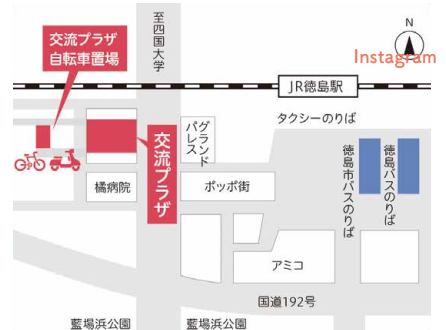 至四国大学
N
交流プラザ
自転車置場
Instagram
JR徳島駅
タクシーのりば
グランド
パレス
交流プラザ
徳島市バスのりば
徳島バスのりば
橘病院
ポッポ街
アミコ
国道192号
藍場浜公園
藍場浜公園